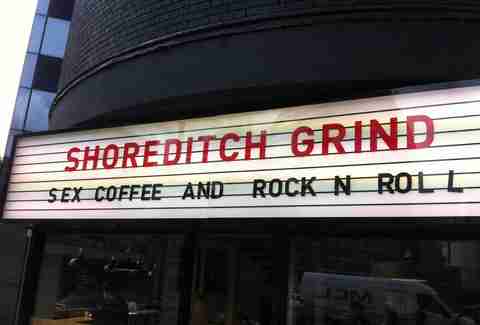 SHOREDITCH GRIND
SEX COFFEE AND ROCK N ROLL